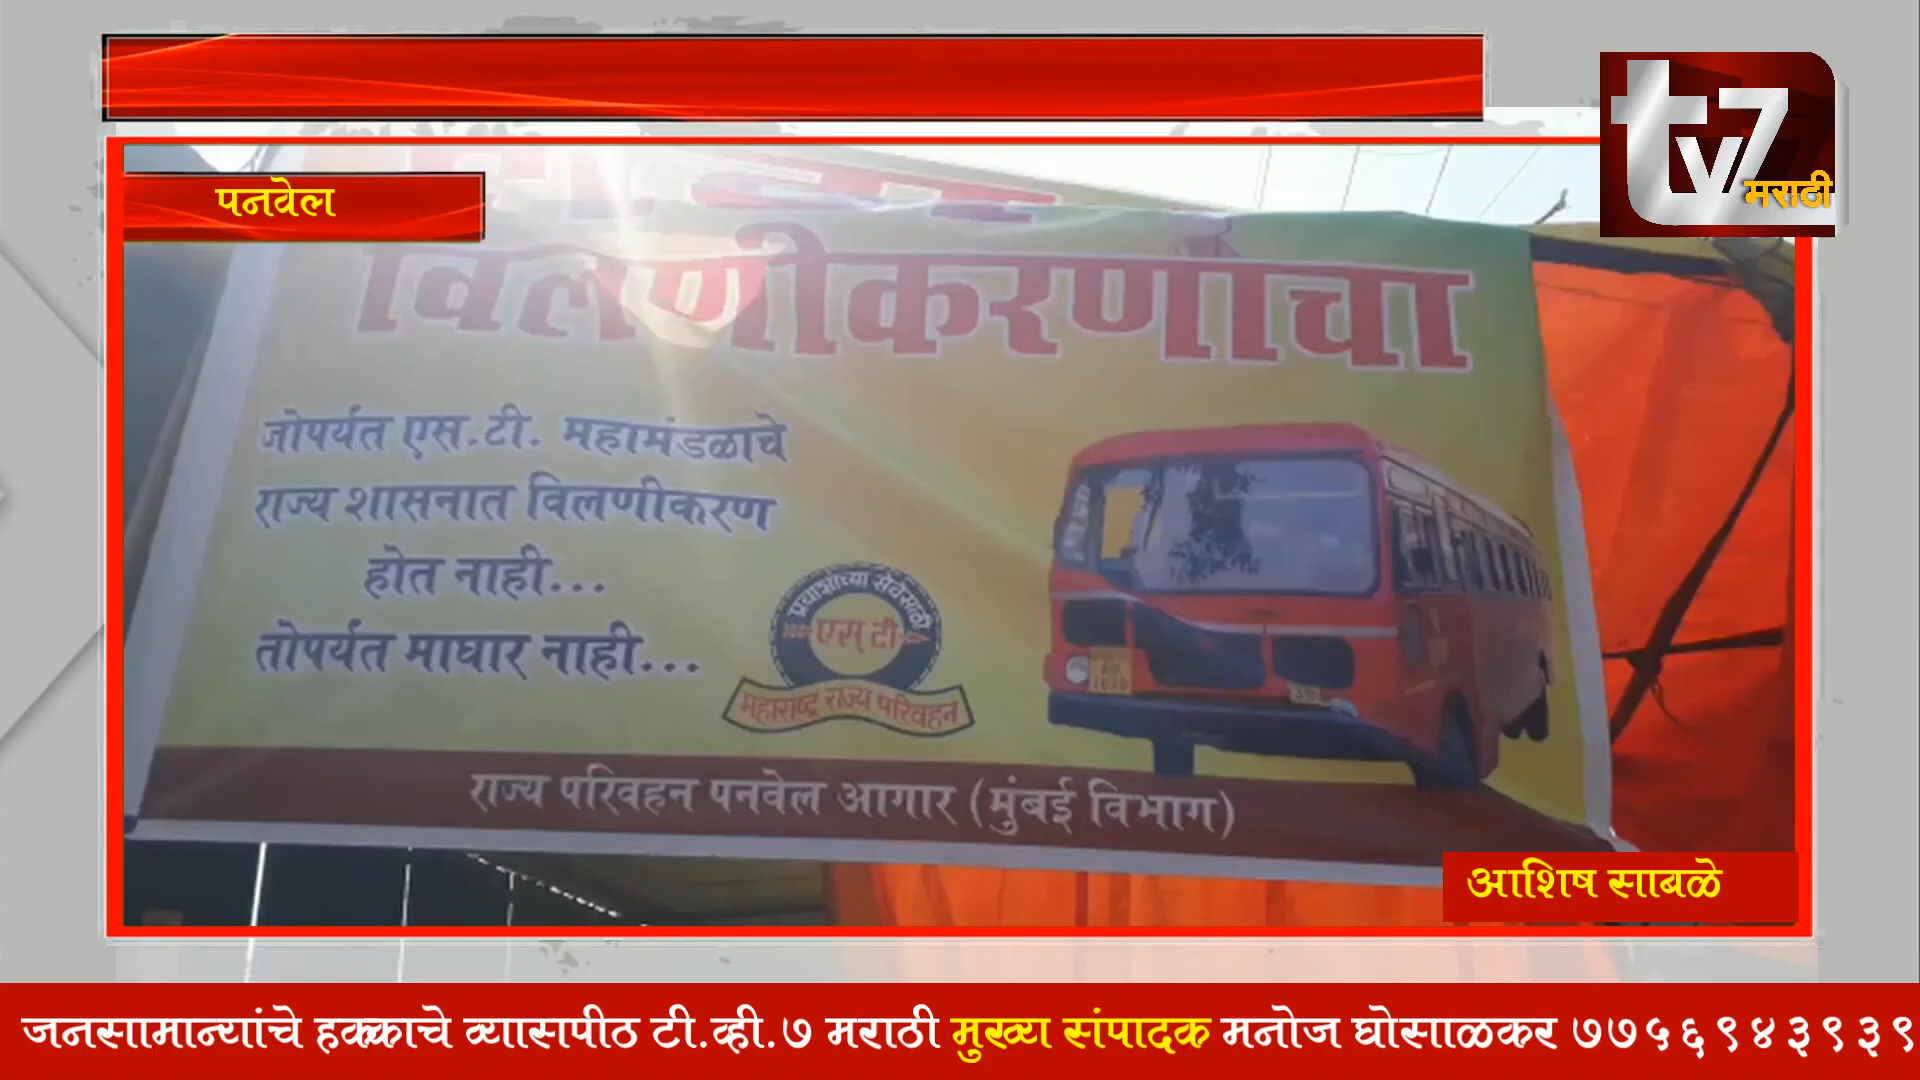 tv7
मराठी
पनवेल
विलणीकरणाचा
जोपर्यंत एस.टी. महामंडळाचे
राज्य शासनात विलणीकरण
होत नाही...
तोपर्यंत माघार नाही...
प्रवाशांच्या सेवेसाठी
एस टी
महाराष्ट्र राज्य परिवहन
राज्य परिवहन पनवेल आगार (मुंबई विभाग)
आशिष साबळे
जनसामान्यांचे हक्काचे व्यासपीठ टी.व्ही.७ मराठी मुख्य संपादक मनोज घोसाळकर ७७५६९४३९३९